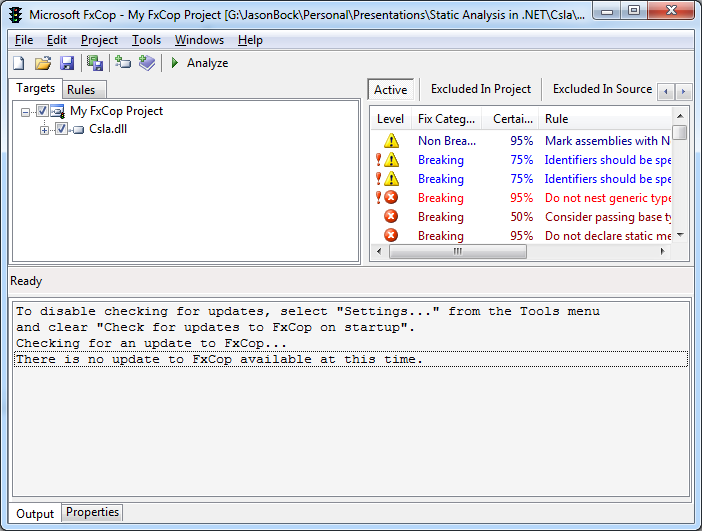 Microsoft FxCop - My FxCop Project [G:\JasonBock\Personal\Presentations\Static Analysis in .NET\Csla\...
File Edit Project Tools Windows Help
Analyze
Targets Rules
My FxCop Project
Csla.dll
Active Excluded In Project Excluded In Source
Level Fix Categ... Certai... Rule
Non Brea... 95% Mark assemblies with N
Breaking 75% Identifiers should be spe
Breaking 75% Identifiers should be spe
Breaking 95% Do not nest generic type
Breaking 50% Consider passing base ty
Breaking 95% Do not declare static me
Ready
To disable checking for updates, select "Settings..." from the Tools menu
and clear "Check for updates to FxCop on startup".
Checking for an update to FxCop...
There is no update to FxCop available at this time.
Output Properties